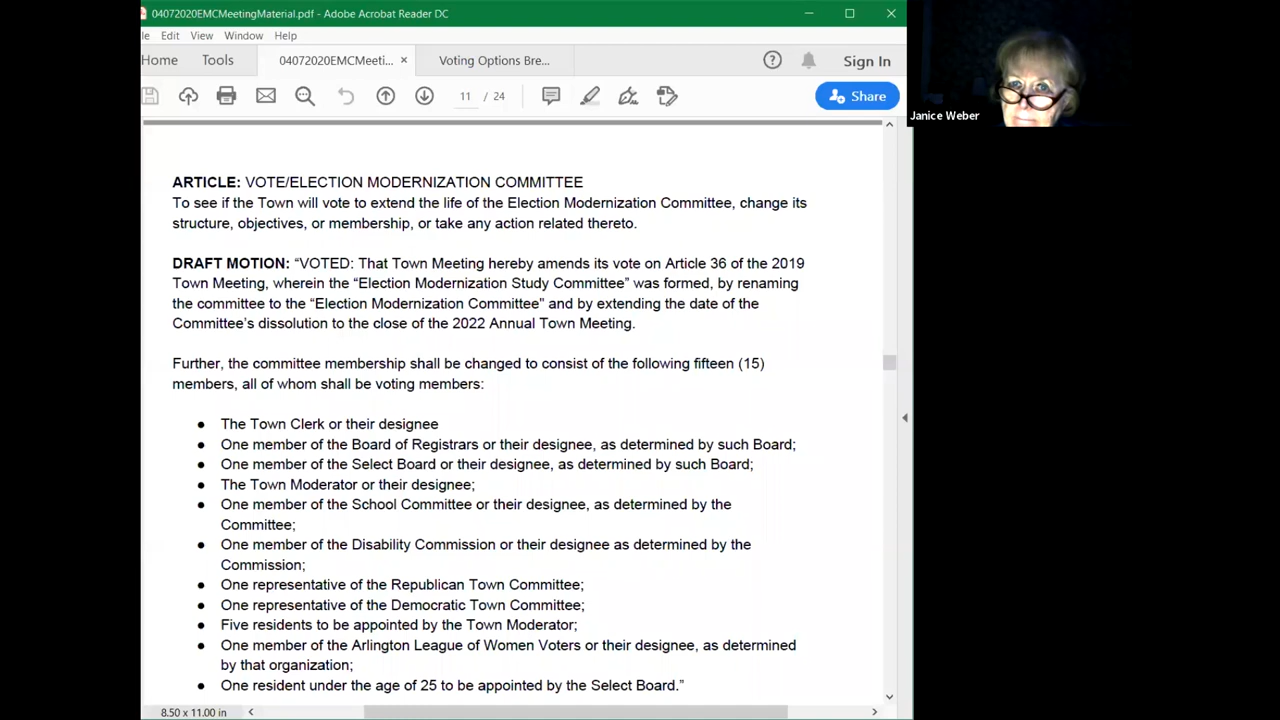 04072020EMCMeetingMaterial.pdf - Adobe Acrobat Reader DC
le Edit View Window Help
Home Tools 04072020EMCMeeti... × Voting Options Bre... Sign In
11 / 24 Share
Janice Weber
ARTICLE: VOTE/ELECTION MODERNIZATION COMMITTEE
To see if the Town will vote to extend the life of the Election Modernization Committee, change its
structure, objectives, or membership, or take any action related thereto.
DRAFT MOTION: “VOTED: That Town Meeting hereby amends its vote on Article 36 of the 2019
Town Meeting, wherein the “Election Modernization Study Committee” was formed, by renaming
the committee to the “Election Modernization Committee” and by extending the date of the
Committee’s dissolution to the close of the 2022 Annual Town Meeting.
Further, the committee membership shall be changed to consist of the following fifteen (15)
members, all of whom shall be voting members:
● The Town Clerk or their designee
● One member of the Board of Registrars or their designee, as determined by such Board;
● One member of the Select Board or their designee, as determined by such Board;
● The Town Moderator or their designee;
● One member of the School Committee or their designee, as determined by the
Committee;
● One member of the Disability Commission or their designee as determined by the
Commission;
● One representative of the Republican Town Committee;
● One representative of the Democratic Town Committee;
● Five residents to be appointed by the Town Moderator;
● One member of the Arlington League of Women Voters or their designee, as determined
by that organization;
● One resident under the age of 25 to be appointed by the Select Board.”
8.50 x 11.00 in